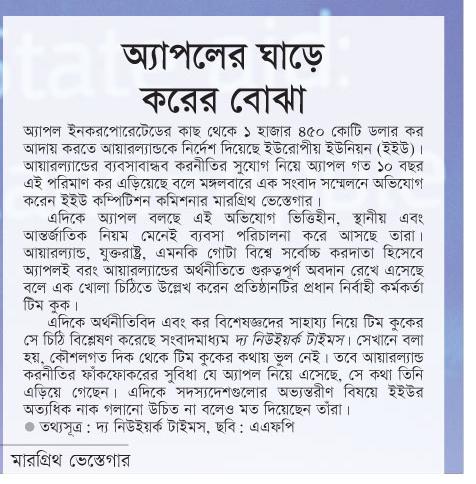 অ্যাপলের ঘাড়ে
করের বোঝা
অ্যাপল ইনকরপোরেটেডের কাছ থেকে ১ হাজার ৪৫০ কোটি ডলার কর
আদায় করতে আয়ারল্যান্ডকে নির্দেশ দিয়েছে ইউরোপীয় ইউনিয়ন (ইইউ)।
আয়ারল্যান্ডের ব্যবসাবান্ধব করনীতির সুযোগ নিয়ে অ্যাপল গত ১০ বছর
এই পরিমাণ কর এড়িয়েছে বলে মঙ্গলবারে এক সংবাদ সম্মেলনে অভিযোগ
করেন ইইউ কম্পিটিশন কমিশনার মারগ্রিথ ভেস্তেগার।
এদিকে অ্যাপল বলছে এই অভিযোগ ভিত্তিহীন, স্থানীয় এবং
আন্তর্জাতিক নিয়ম মেনেই ব্যবসা পরিচালনা করে আসছে তারা।
আয়ারল্যান্ড, যুক্তরাষ্ট্র, এমনকি গোটা বিশ্বে সর্বোচ্চ করদাতা হিসেবে
অ্যাপলই বরং আয়ারল্যান্ডের অর্থনীতিতে গুরুত্বপূর্ণ অবদান রেখে এসেছে
বলে এক খোলা চিঠিতে উল্লেখ করেন প্রতিষ্ঠানটির প্রধান নির্বাহী কর্মকর্তা
টিম কুক।
এদিকে অর্থনীতিবিদ এবং কর বিশেষজ্ঞদের সাহায্য নিয়ে টিম কুকের
সে চিঠি বিশ্লেষণ করেছে সংবাদমাধ্যম দ্য নিউইয়র্ক টাইমস। সেখানে বলা
হয়, কৌশলগত দিক থেকে টিম কুকের কথায় ভুল নেই। তবে আয়ারল্যান্ড
করনীতির ফাঁকফোকরের সুবিধা যে অ্যাপল নিয়ে এসেছে, সে কথা তিনি
এড়িয়ে গেছেন। এদিকে সদস্যদেশগুলোর অভ্যন্তরীণ বিষয়ে ইইউর
অত্যধিক নাক গলানো উচিত না বলেও মত দিয়েছেন তাঁরা।
● তথ্যসূত্র : দ্য নিউইয়র্ক টাইমস, ছবি : এএফপি
মারগ্রিথ ভেস্তেগার